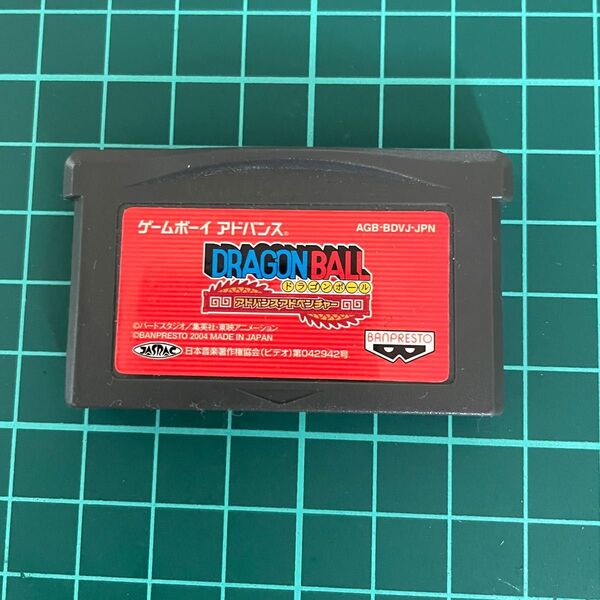 ゲームボーイ アドバンス®
AGB-BDVJ-JPN
DRAGON BALL
ドラゴンボール
アドバンスアドベンチャー
©バードスタジオ/集英社・東映アニメーション
©BANPRESTO 2004 MADE IN JAPAN
JASRAC 日本音楽著作権協会(ビデオ)第042942号
BANPRESTO